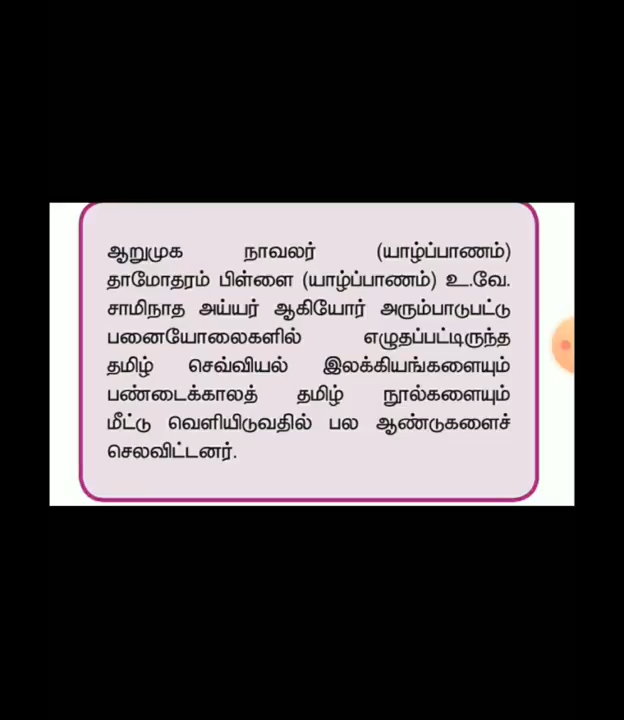 ஆறுமுக நாவலர் (யாழ்ப்பாணம்)
தாமோதரம் பிள்ளை (யாழ்ப்பாணம்) உ.வே.
சாமிநாத அய்யர் ஆகியோர் அரும்பாடுபட்டு
பனையோலைகளில் எழுதப்பட்டிருந்த
தமிழ் செவ்வியல் இலக்கியங்களையும்
பண்டைக்காலத் தமிழ் நூல்களையும்
மீட்டு வெளியிடுவதில் பல ஆண்டுகளைச்
செலவிட்டனர்.